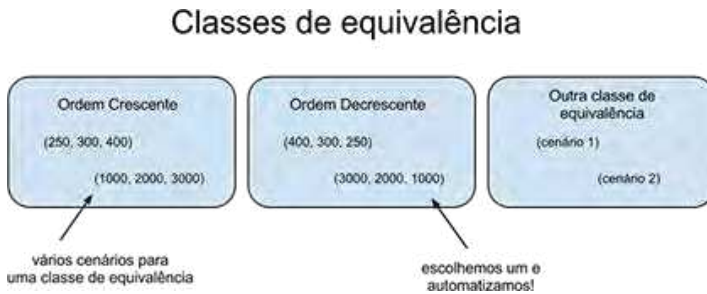 Classes de equivalência
Ordem Crescente
(250, 300, 400)
(1000, 2000, 3000)
Ordem Decrescente
(400, 300, 250)
(3000, 2000, 1000)
Outra classe de
equivalência
(cenário 1)
(cenário 2)
vários cenários para
uma classe de equivalência
escolhemos um e
automatizamos!